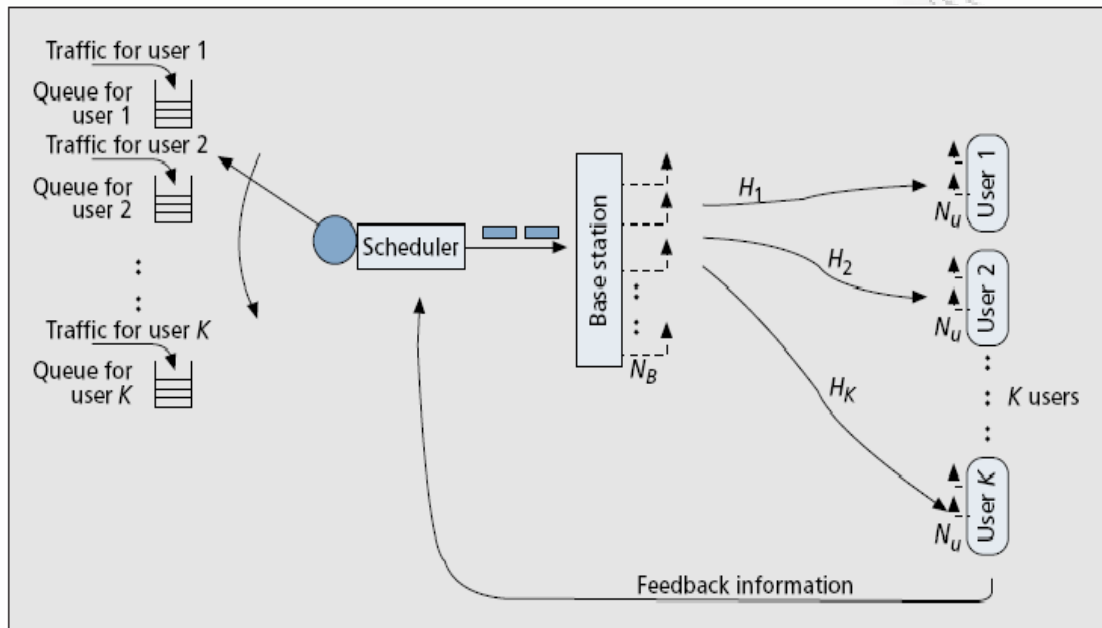 Traffic for user 1
Queue for
user 1
Traffic for user 2
Queue for
user 2
Traffic for user K
Queue for
user K
Scheduler
Base station
N_B
H_1
H_2
H_K
N_u
User 1
N_u
User 2
K users
N_u
User K
Feedback information